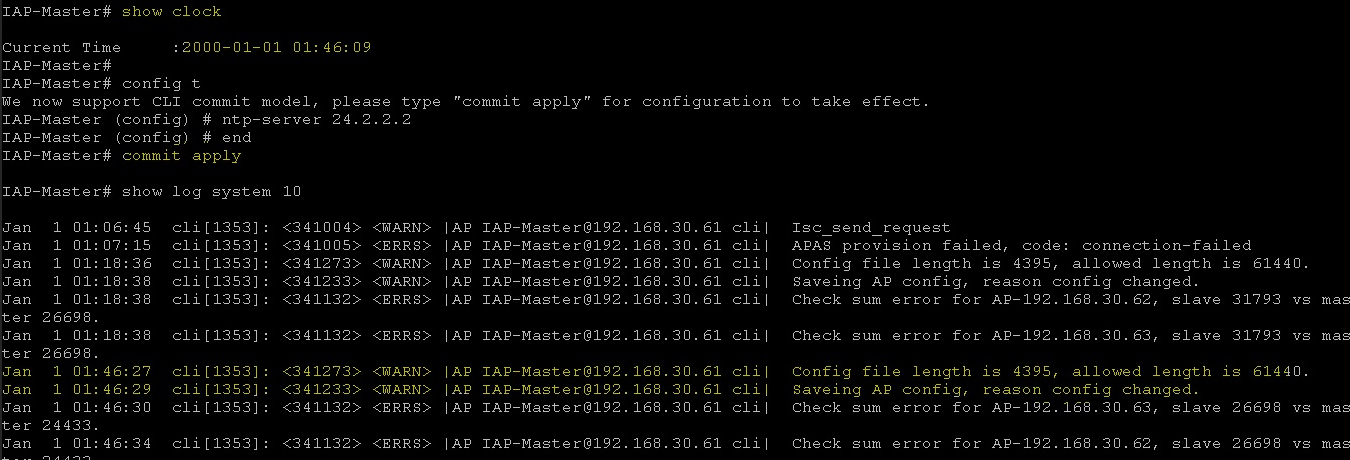 IAP-Master# show clock
Current Time     :2000-01-01 01:46:09
IAP-Master#
IAP-Master# config t
We now support CLI commit model, please type "commit apply" for configuration to take effect.
IAP-Master (config) # ntp-server 24.2.2.2
IAP-Master (config) # end
IAP-Master# commit apply
IAP-Master# show log system 10
Jan  1 01:06:45  cli[1353]: <341004> <WARN> |AP IAP-Master@192.168.30.61 cli|  Isc_send_request
Jan  1 01:07:15  cli[1353]: <341005> <ERRS> |AP IAP-Master@192.168.30.61 cli|  APAS provision failed, code: connection-failed
Jan  1 01:18:36  cli[1353]: <341273> <WARN> |AP IAP-Master@192.168.30.61 cli|  Config file length is 4395, allowed length is 61440.
Jan  1 01:18:38  cli[1353]: <341233> <WARN> |AP IAP-Master@192.168.30.61 cli|  Saveing AP config, reason config changed.
Jan  1 01:18:38  cli[1353]: <341132> <ERRS> |AP IAP-Master@192.168.30.61 cli|  Check sum error for AP-192.168.30.62, slave 31793 vs mas
ter 26698.
Jan  1 01:18:38  cli[1353]: <341132> <ERRS> |AP IAP-Master@192.168.30.61 cli|  Check sum error for AP-192.168.30.63, slave 31793 vs mas
ter 26698.
Jan  1 01:46:27  cli[1353]: <341273> <WARN> |AP IAP-Master@192.168.30.61 cli|  Config file length is 4395, allowed length is 61440.
Jan  1 01:46:29  cli[1353]: <341233> <WARN> |AP IAP-Master@192.168.30.61 cli|  Saveing AP config, reason config changed.
Jan  1 01:46:30  cli[1353]: <341132> <ERRS> |AP IAP-Master@192.168.30.61 cli|  Check sum error for AP-192.168.30.63, slave 26698 vs mas
ter 24433.
Jan  1 01:46:34  cli[1353]: <341132> <ERRS> |AP IAP-Master@192.168.30.61 cli|  Check sum error for AP-192.168.30.62, slave 26698 vs mas